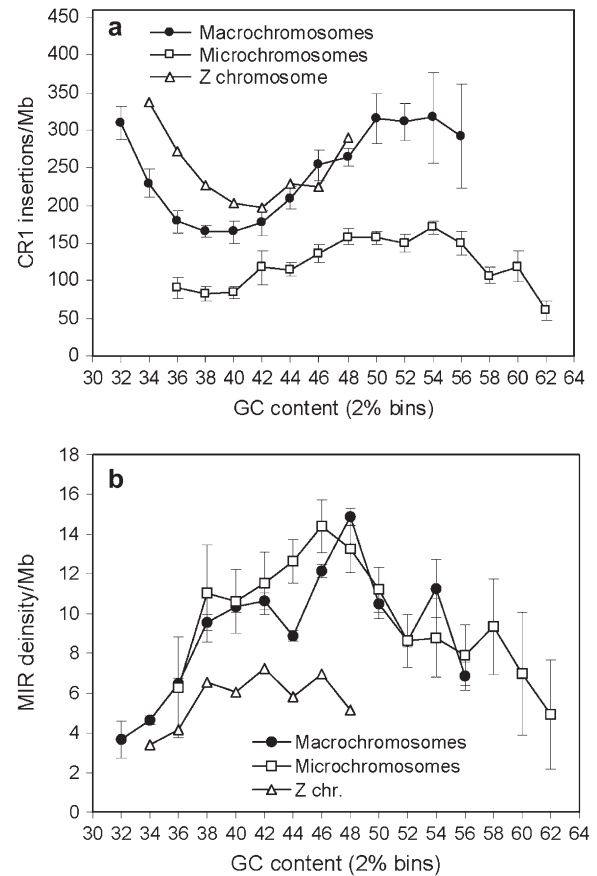 a
Macrochromosomes
Microchromosomes
Z chromosome
CR1 insertions/Mb
450
400
350
300
250
200
150
100
50
0
30 32 34 36 38 40 42 44 46 48 50 52 54 56 58 60 62 64
GC content (2% bins)
b
MIR deinsity/Mb
18
16
14
12
10
8
6
4
2
0
Macrochromosomes
Microchromosomes
Z chr.
30 32 34 36 38 40 42 44 46 48 50 52 54 56 58 60 62 64
GC content (2% bins)